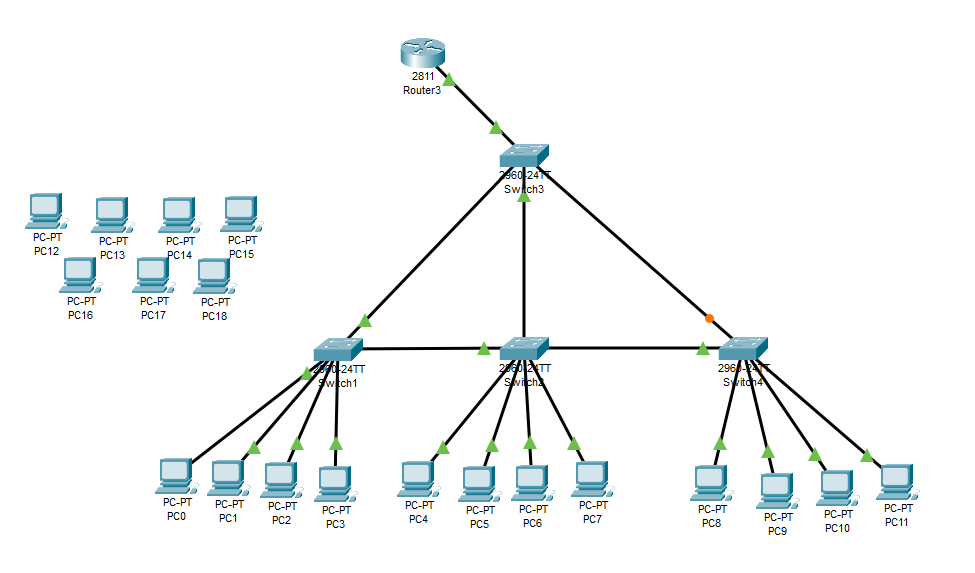 2811
Router3
2960-24TT
Switch3
PC-PT
PC12
PC-PT
PC13
PC-PT
PC14
PC-PT
PC15
PC-PT
PC16
PC-PT
PC17
PC-PT
PC18
2960-24TT
Switch1
2960-24TT
Switch2
2960-24TT
Switch4
PC-PT
PC0
PC-PT
PC1
PC-PT
PC2
PC-PT
PC3
PC-PT
PC4
PC-PT
PC5
PC-PT
PC6
PC-PT
PC7
PC-PT
PC8
PC-PT
PC9
PC-PT
PC10
PC-PT
PC11